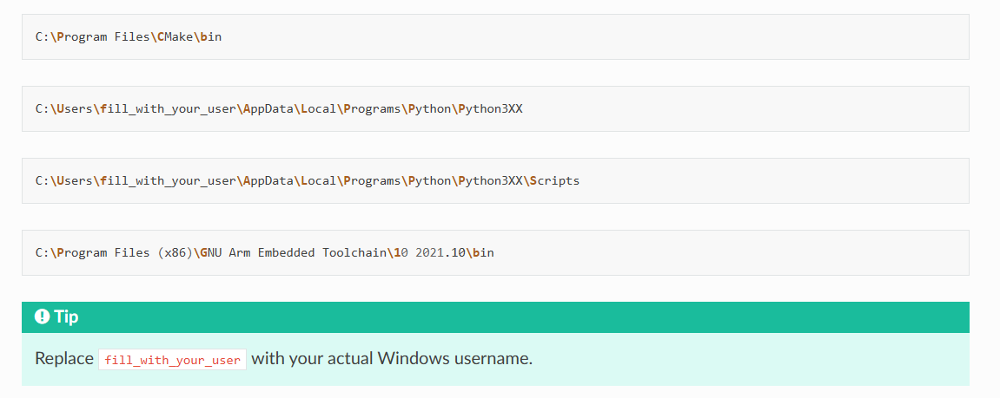 C:\Program Files\CMake\bin
C:\Users\fill_with_your_user\AppData\Local\Programs\Python\Python3XX
C:\Users\fill_with_your_user\AppData\Local\Programs\Python\Python3XX\Scripts
C:\Program Files (x86)\GNU Arm Embedded Toolchain\10 2021.10\bin
Tip
Replace fill_with_your_user with your actual Windows username.